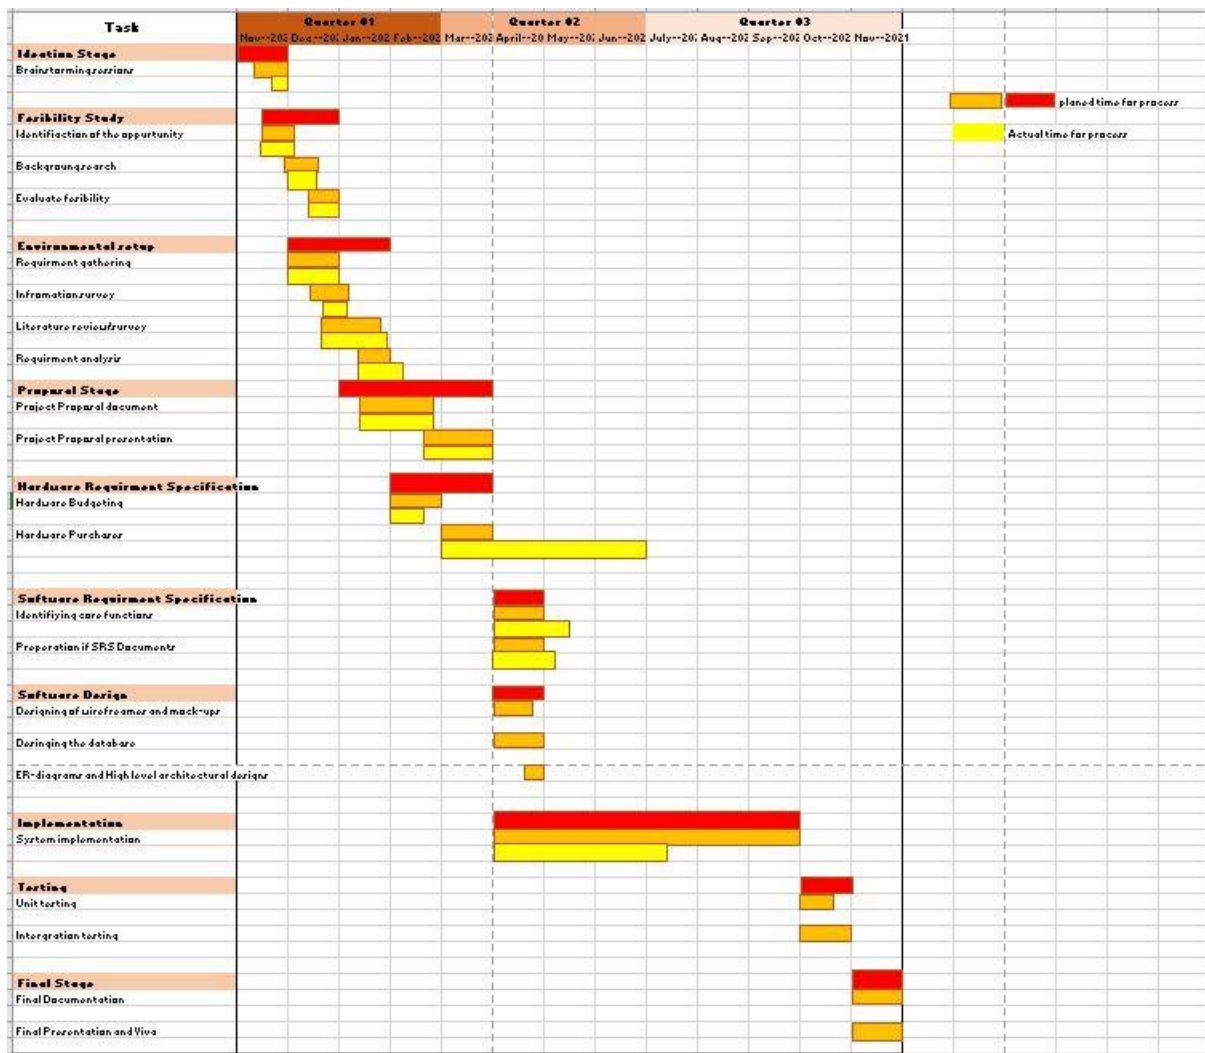 Task
Quarter 01 Quarter 02 Quarter 03
Nov--202 Dec--202 Jan--202 Feb--202 Mar--202 April--20 May--202 Jun--202 July--202 Aug--202 Sep--202 Oct--202 Nov--2021
Ideation Stage
Brainstorming sessions
planed time for process
Fesibility Study
Identifiaction of the oppurtunity
Actual time for process
Backgroung search
Evaluate fesibility
Environmental setup
Requirment gathering
Infromation survey
Literature review/survey
Requirment analysis
Proposal Stage
Project Proposal document
Project Proposal presentation
Hardware Requirment Specification
Hardware Budgeting
Hardware Purchases
Software Requirment Specification
Identifiying core functions
Preperation if SRS Documents
Software Design
Designing of wireframes and mock-ups
Desinging the database
ER-diagrams and High level architectural designs
Implementation
System implementation
Testing
Unit testing
Intergration testing
Final Stage
Final Documentation
Final Presentation and Viva